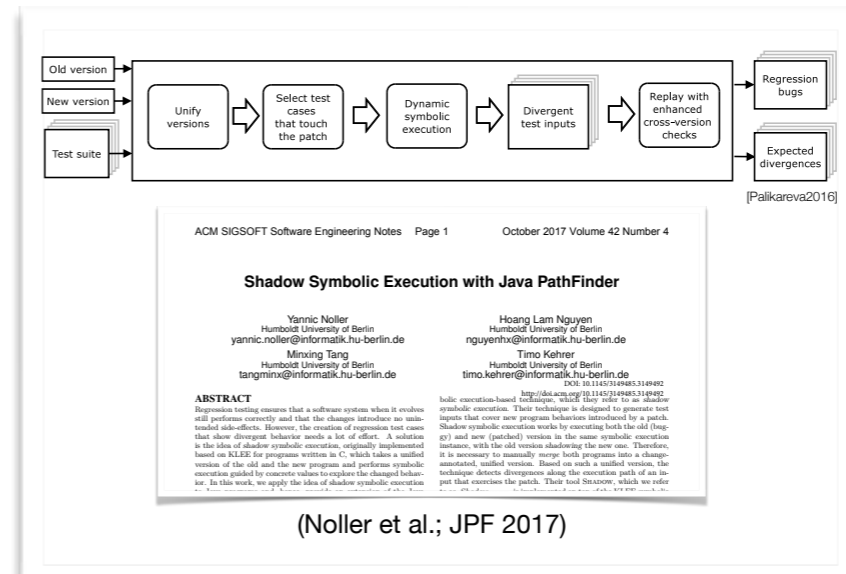 Old version
New version
Test suite
Unify
versions
Select test
cases
that touch
the patch
Dynamic
symbolic
execution
Divergent
test inputs
Replay with
enhanced
cross-version
checks
Regression
bugs
Expected
divergences
[Palikareva2016]
ACM SIGSOFT Software Engineering Notes Page 1 October 2017 Volume 42 Number 4
Shadow Symbolic Execution with Java PathFinder
Yannic Noller
Humboldt University of Berlin
yannic.noller@informatik.hu-berlin.de
Hoang Lam Nguyen
Humboldt University of Berlin
nguyenhx@informatik.hu-berlin.de
Minxing Tang
Humboldt University of Berlin
tangminx@informatik.hu-berlin.de
Timo Kehrer
Humboldt University of Berlin
timo.kehrer@informatik.hu-berlin.de
DOI: 10.1145/3149485.3149492
http://doi.acm.org/10.1145/3149485.3149492
ABSTRACT
Regression testing ensures that a software system when it evolves
still performs correctly and that the changes introduce no unin-
tended side-effects. However, the creation of regression test cases
that show divergent behavior needs a lot of effort. A solution
is the idea of shadow symbolic execution, originally implemented
based on KLEE for programs written in C, which takes a unified
version of the old and the new program and performs symbolic
execution guided by concrete values to explore the changed behav-
ior. In this work, we apply the idea of shadow symbolic execution
bolic execution-based technique, which they refer to as shadow
symbolic execution. Their technique is designed to generate test
inputs that cover new program behaviors introduced by a patch.
Shadow symbolic execution works by executing both the old (bug-
gy) and new (patched) version in the same symbolic execution
instance, with the old version shadowing the new one. Therefore,
it is necessary to manually merge both programs into a change-
annotated, unified version. Based on such a unified version, the
technique detects divergences along the execution path of an in-
put that exercises the patch. Their tool SHADOW, which we refer
(Noller et al.; JPF 2017)